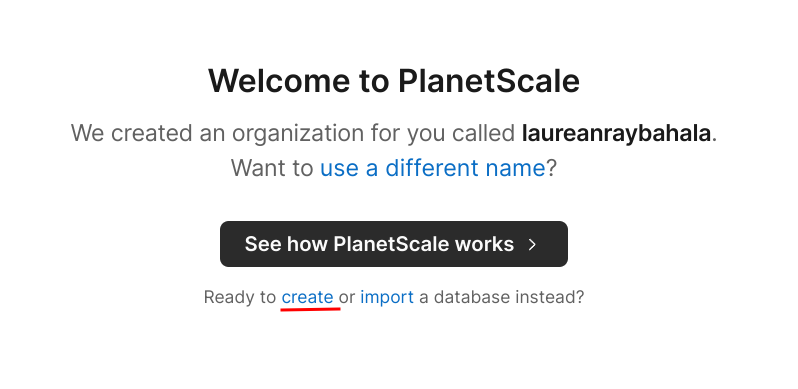 Welcome to PlanetScale
We created an organization for you called laureanraybahala.
Want to use a different name?
See how PlanetScale works
Ready to create or import a database instead?